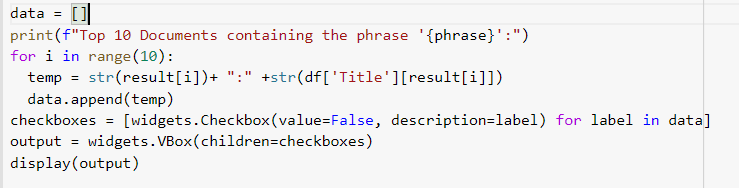 data = []
print(f"Top 10 Documents containing the phrase '{phrase}':")
for i in range(10):
  temp = str(result[i])+ ":" +str(df['Title'][result[i]])
  data.append(temp)
checkboxes = [widgets.Checkbox(value=False, description=label) for label in data]
output = widgets.VBox(children=checkboxes)
display(output)